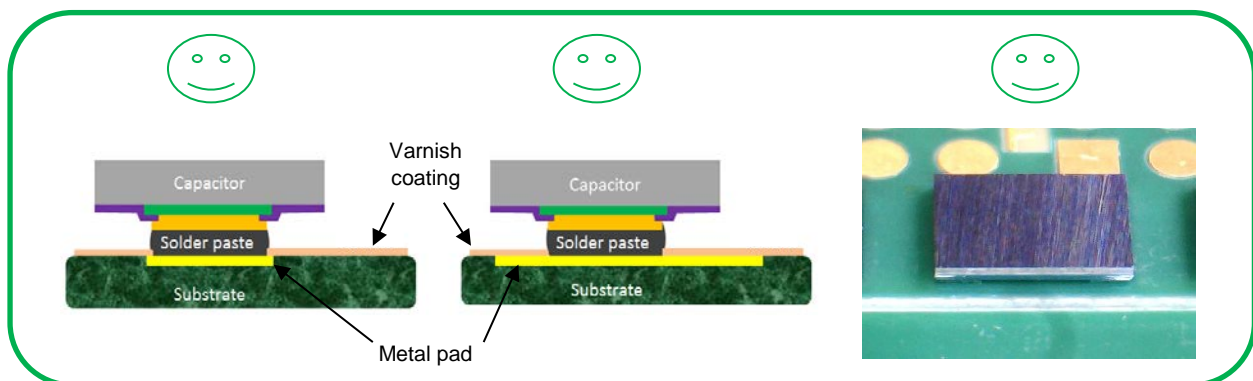 Varnish
coating
Capacitor
Capacitor
Solder paste
Solder paste
Substrate
Substrate
Metal pad